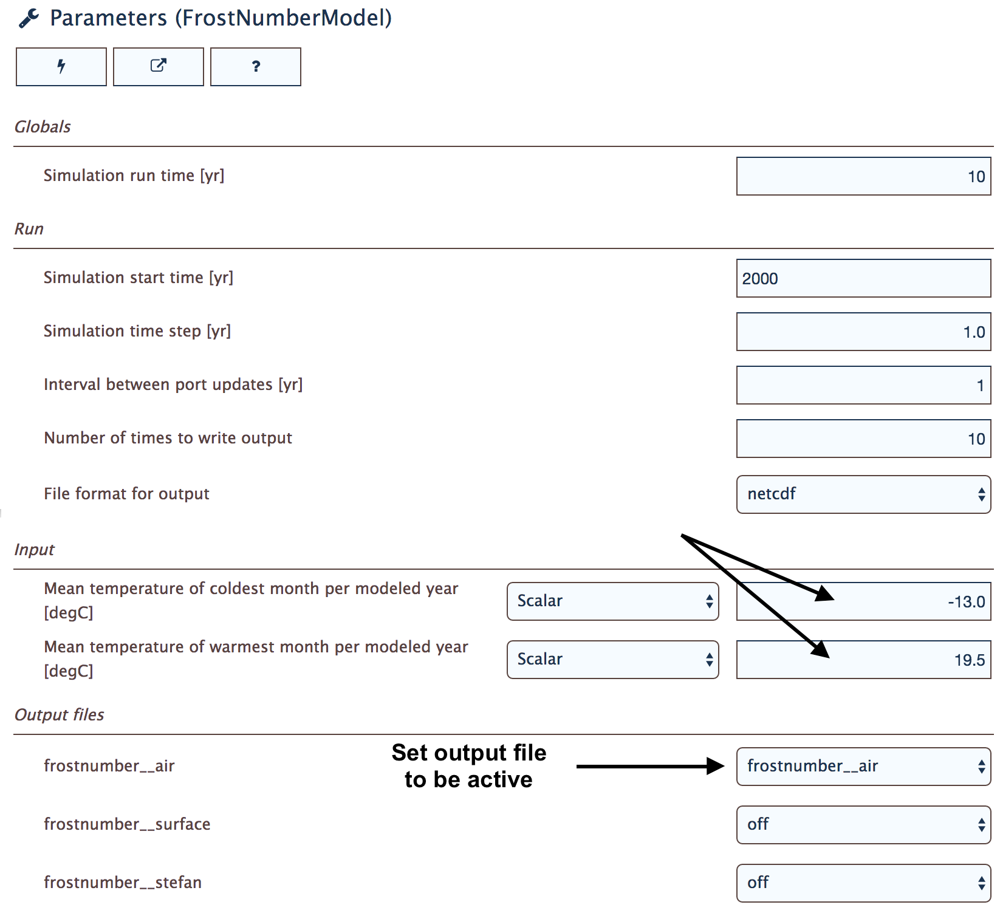 Parameters (FrostNumberModel)
?
Globals
Simulation run time [yr] 10
Run
Simulation start time [yr] 2000
Simulation time step [yr] 1.0
Interval between port updates [yr] 1
Number of times to write output 10
File format for output netcdf
Input
Mean temperature of coldest month per modeled year
[degC] Scalar -13.0
Mean temperature of warmest month per modeled year
[degC] Scalar 19.5
Output files
Set output file
to be active
frostnumber__air frostnumber__air
frostnumber__surface off
frostnumber__stefan off